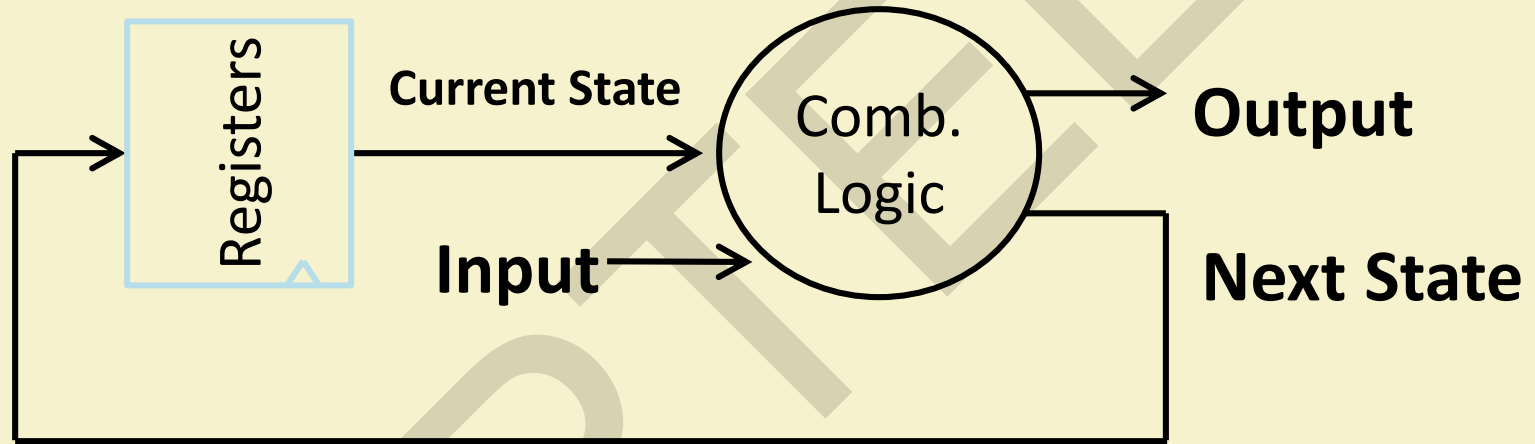 Registers
Current State
Comb.
Logic
Output
Input
Next State